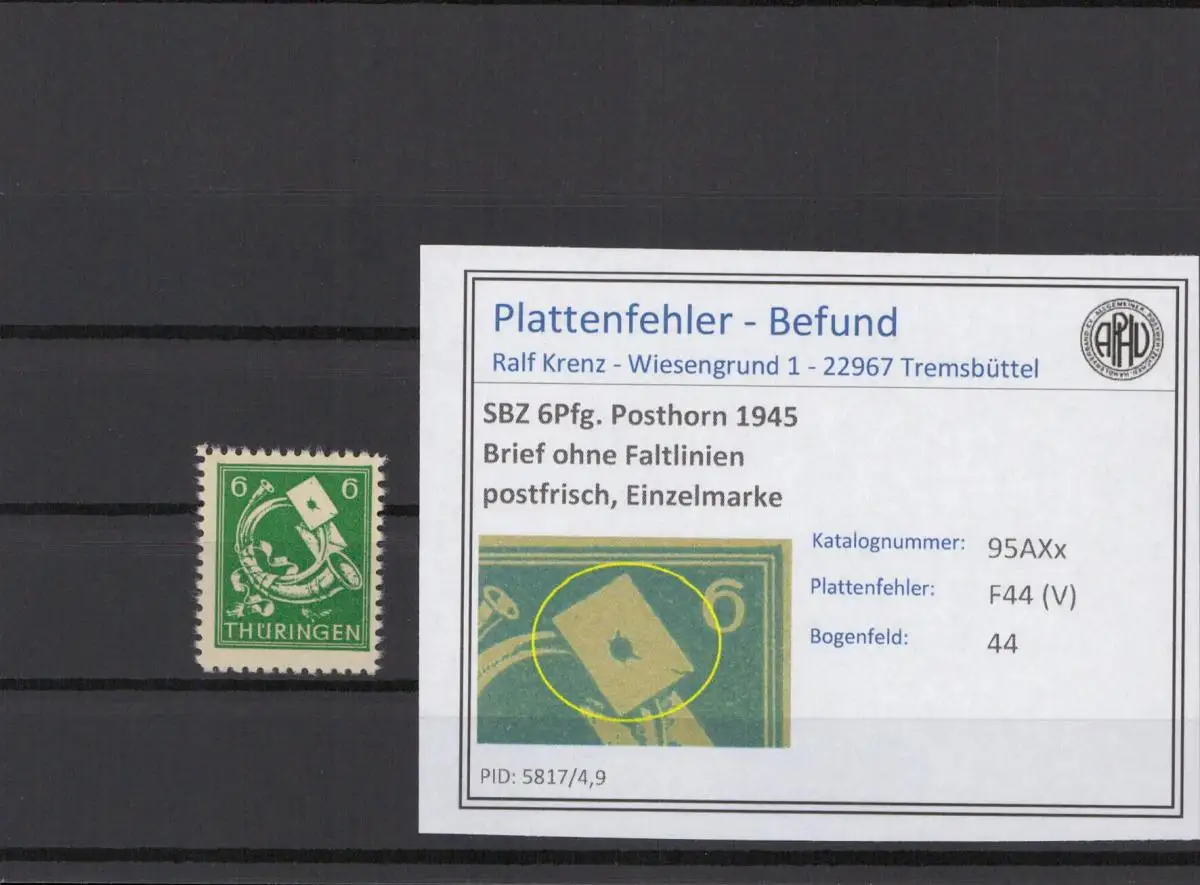 Plattenfehler - Befund
Ralf Krenz - Wiesengrund 1 - 22967 Tremsbüttel
APHV
SBZ 6Pfg. Posthorn 1945
Brief ohne Faltlinien
postfrisch, Einzelmarke
6 6
THÜRINGEN
6
Katalognummer: 95AXx
Plattenfehler: F44 (V)
Bogenfeld: 44
PID: 5817/4,9